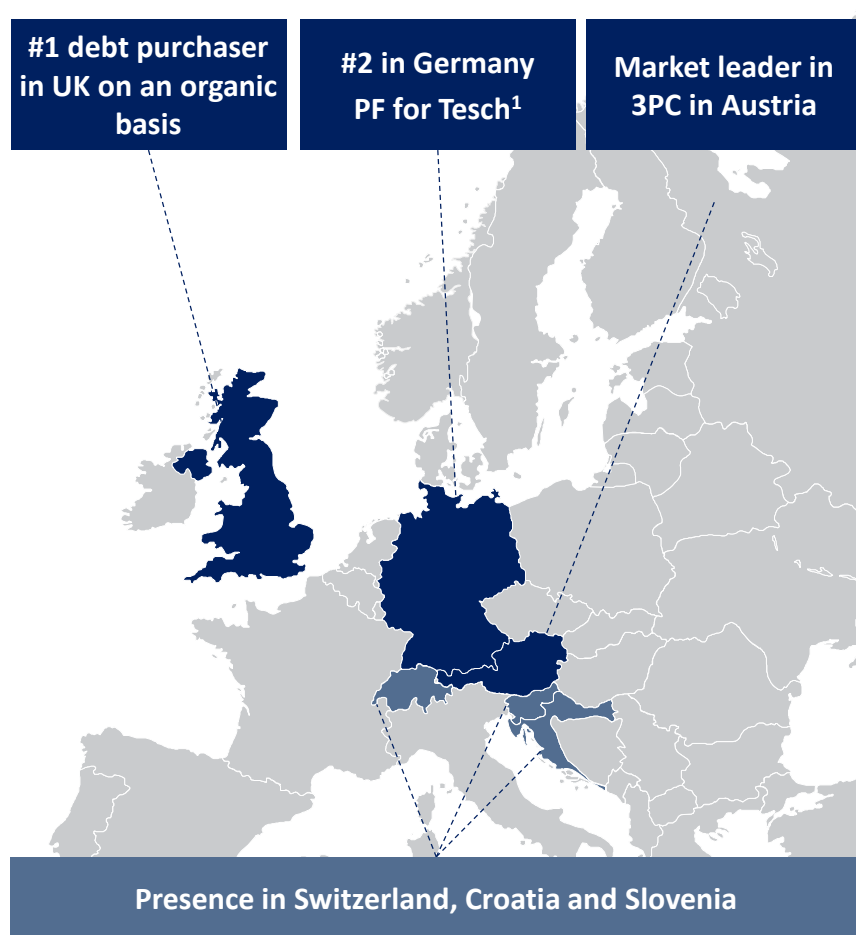 #1 debt purchaser
in UK on an organic
basis
#2 in Germany
PF for Tesch¹
Market leader in
3PC in Austria
Presence in Switzerland, Croatia and Slovenia